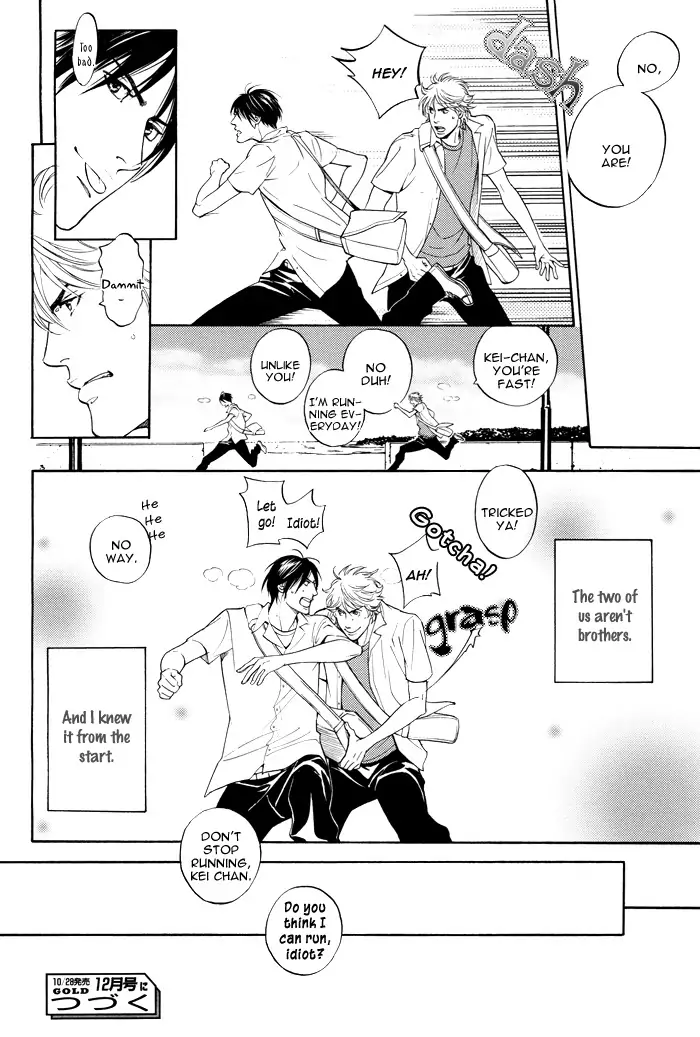 NO,
YOU
ARE!
dash
HEY!
Too
bad.
Dammit
KEI-CHAN,
YOU'RE
FAST!
NO
DUH!
I'M RUN-
NING EV-
ERYDAY!
UNLIKE
YOU!
TRICKED
YA!
Gotcha!
AH!
grasp
Let
go!
Idiot!
He
He
He
NO
WAY.
The two of
us aren't
brothers.
And I knew
it from the
start.
DON'T
STOP
RUNNING,
KEI CHAN.
Do you
think I
can run,
idiot?
10/28発売
GOLD 12月号に
つづく